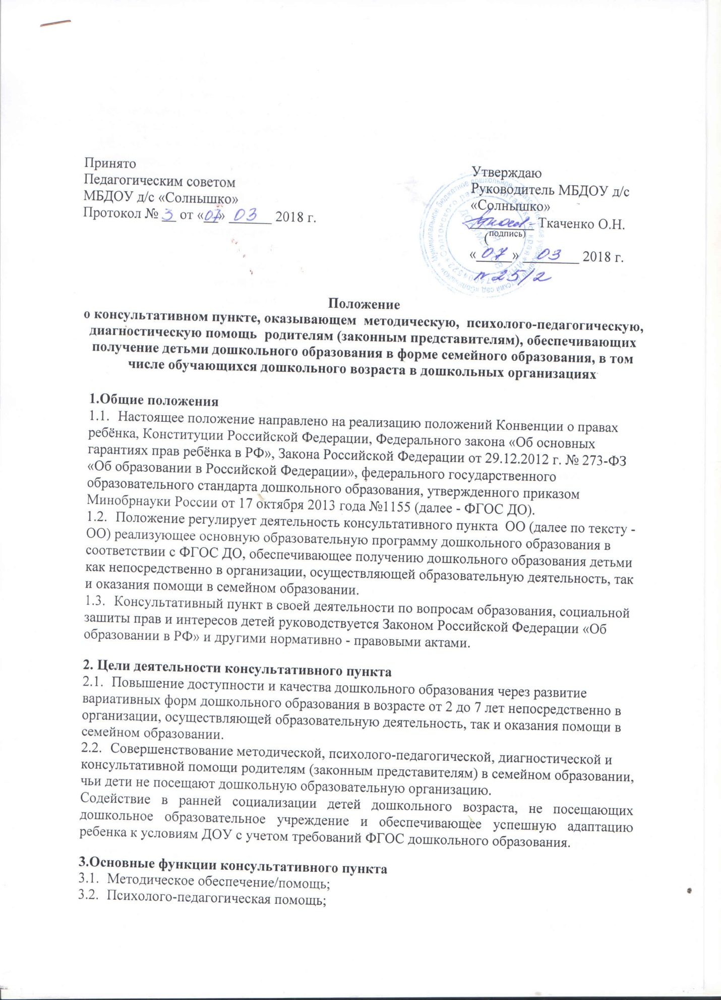 Принято
Педагогическим советом
МБДОУ д/с «Солнышко»
Протокол № 3 от «07» 03 2018 г.
Утверждаю
Руководитель МБДОУ д/с
«Солнышко»
Ткаченко О.Н.
(подпись)
«07» 03 2018 г.
№ 25/2
Положение
о консультативном пункте, оказывающем методическую, психолого-педагогическую,
диагностическую помощь родителям (законным представителям), обеспечивающих
получение детьми дошкольного образования в форме семейного образования, в том
числе обучающихся дошкольного возраста в дошкольных организациях
1.Общие положения
1.1. Настоящее положение направлено на реализацию положений Конвенции о правах
ребёнка, Конституции Российской Федерации, Федерального закона «Об основных
гарантиях прав ребёнка в РФ», Закона Российской Федерации от 29.12.2012 г. № 273-ФЗ
«Об образовании в Российской Федерации», федерального государственного
образовательного стандарта дошкольного образования, утвержденного приказом
Минобрнауки России от 17 октября 2013 года №1155 (далее - ФГОС ДО).
1.2. Положение регулирует деятельность консультативного пункта ОО (далее по тексту -
ОО) реализующее основную образовательную программу дошкольного образования в
соответствии с ФГОС ДО, обеспечивающее получению дошкольного образования детьми
как непосредственно в организации, осуществляющей образовательную деятельность, так
и оказания помощи в семейном образовании.
1.3. Консультативный пункт в своей деятельности по вопросам образования, социальной
зашиты прав и интересов детей руководствуется Законом Российской Федерации «Об
образовании в РФ» и другими нормативно - правовыми актами.
2. Цели деятельности консультативного пункта
2.1. Повышение доступности и качества дошкольного образования через развитие
вариативных форм дошкольного образования в возрасте от 2 до 7 лет непосредственно в
организации, осуществляющей образовательную деятельность, так и оказания помощи в
семейном образовании.
2.2. Совершенствование методической, психолого-педагогической, диагностической и
консультативной помощи родителям (законным представителям) в семейном образовании,
чьи дети не посещают дошкольную образовательную организацию.
Содействие в ранней социализации детей дошкольного возраста, не посещающих
дошкольное образовательное учреждение и обеспечивающее успешную адаптацию
ребенка к условиям ДОУ с учетом требований ФГОС дошкольного образования.
3.Основные функции консультативного пункта
3.1. Методическое обеспечение/помощь;
3.2. Психолого-педагогическая помощь;